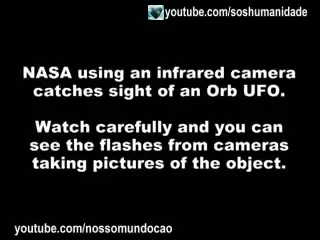 youtube.com/soshumanidade
NASA using an infrared camera
catches sight of an Orb UFO.
Watch carefully and you can
see the flashes from cameras
taking pictures of the object.
youtube.com/nossomundocao